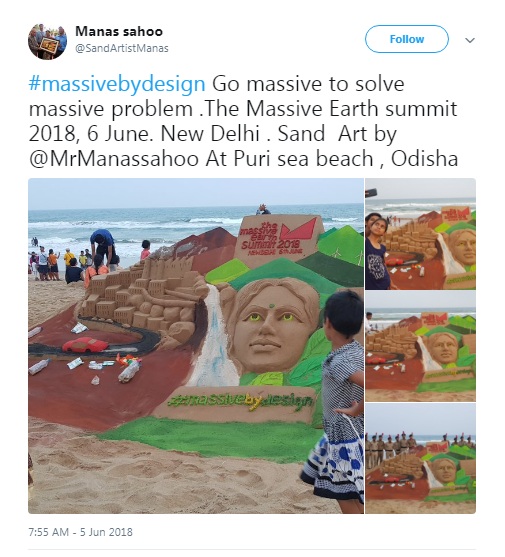 Manas sahoo
@SandArtistManas
Follow
#massivebydesign Go massive to solve
massive problem .The Massive Earth summit
2018, 6 June. New Delhi . Sand  Art by
@MrManassahoo At Puri sea beach , Odisha
the
massive
earth
Summit 2018
#massivebydesign
7:55 AM - 5 Jun 2018